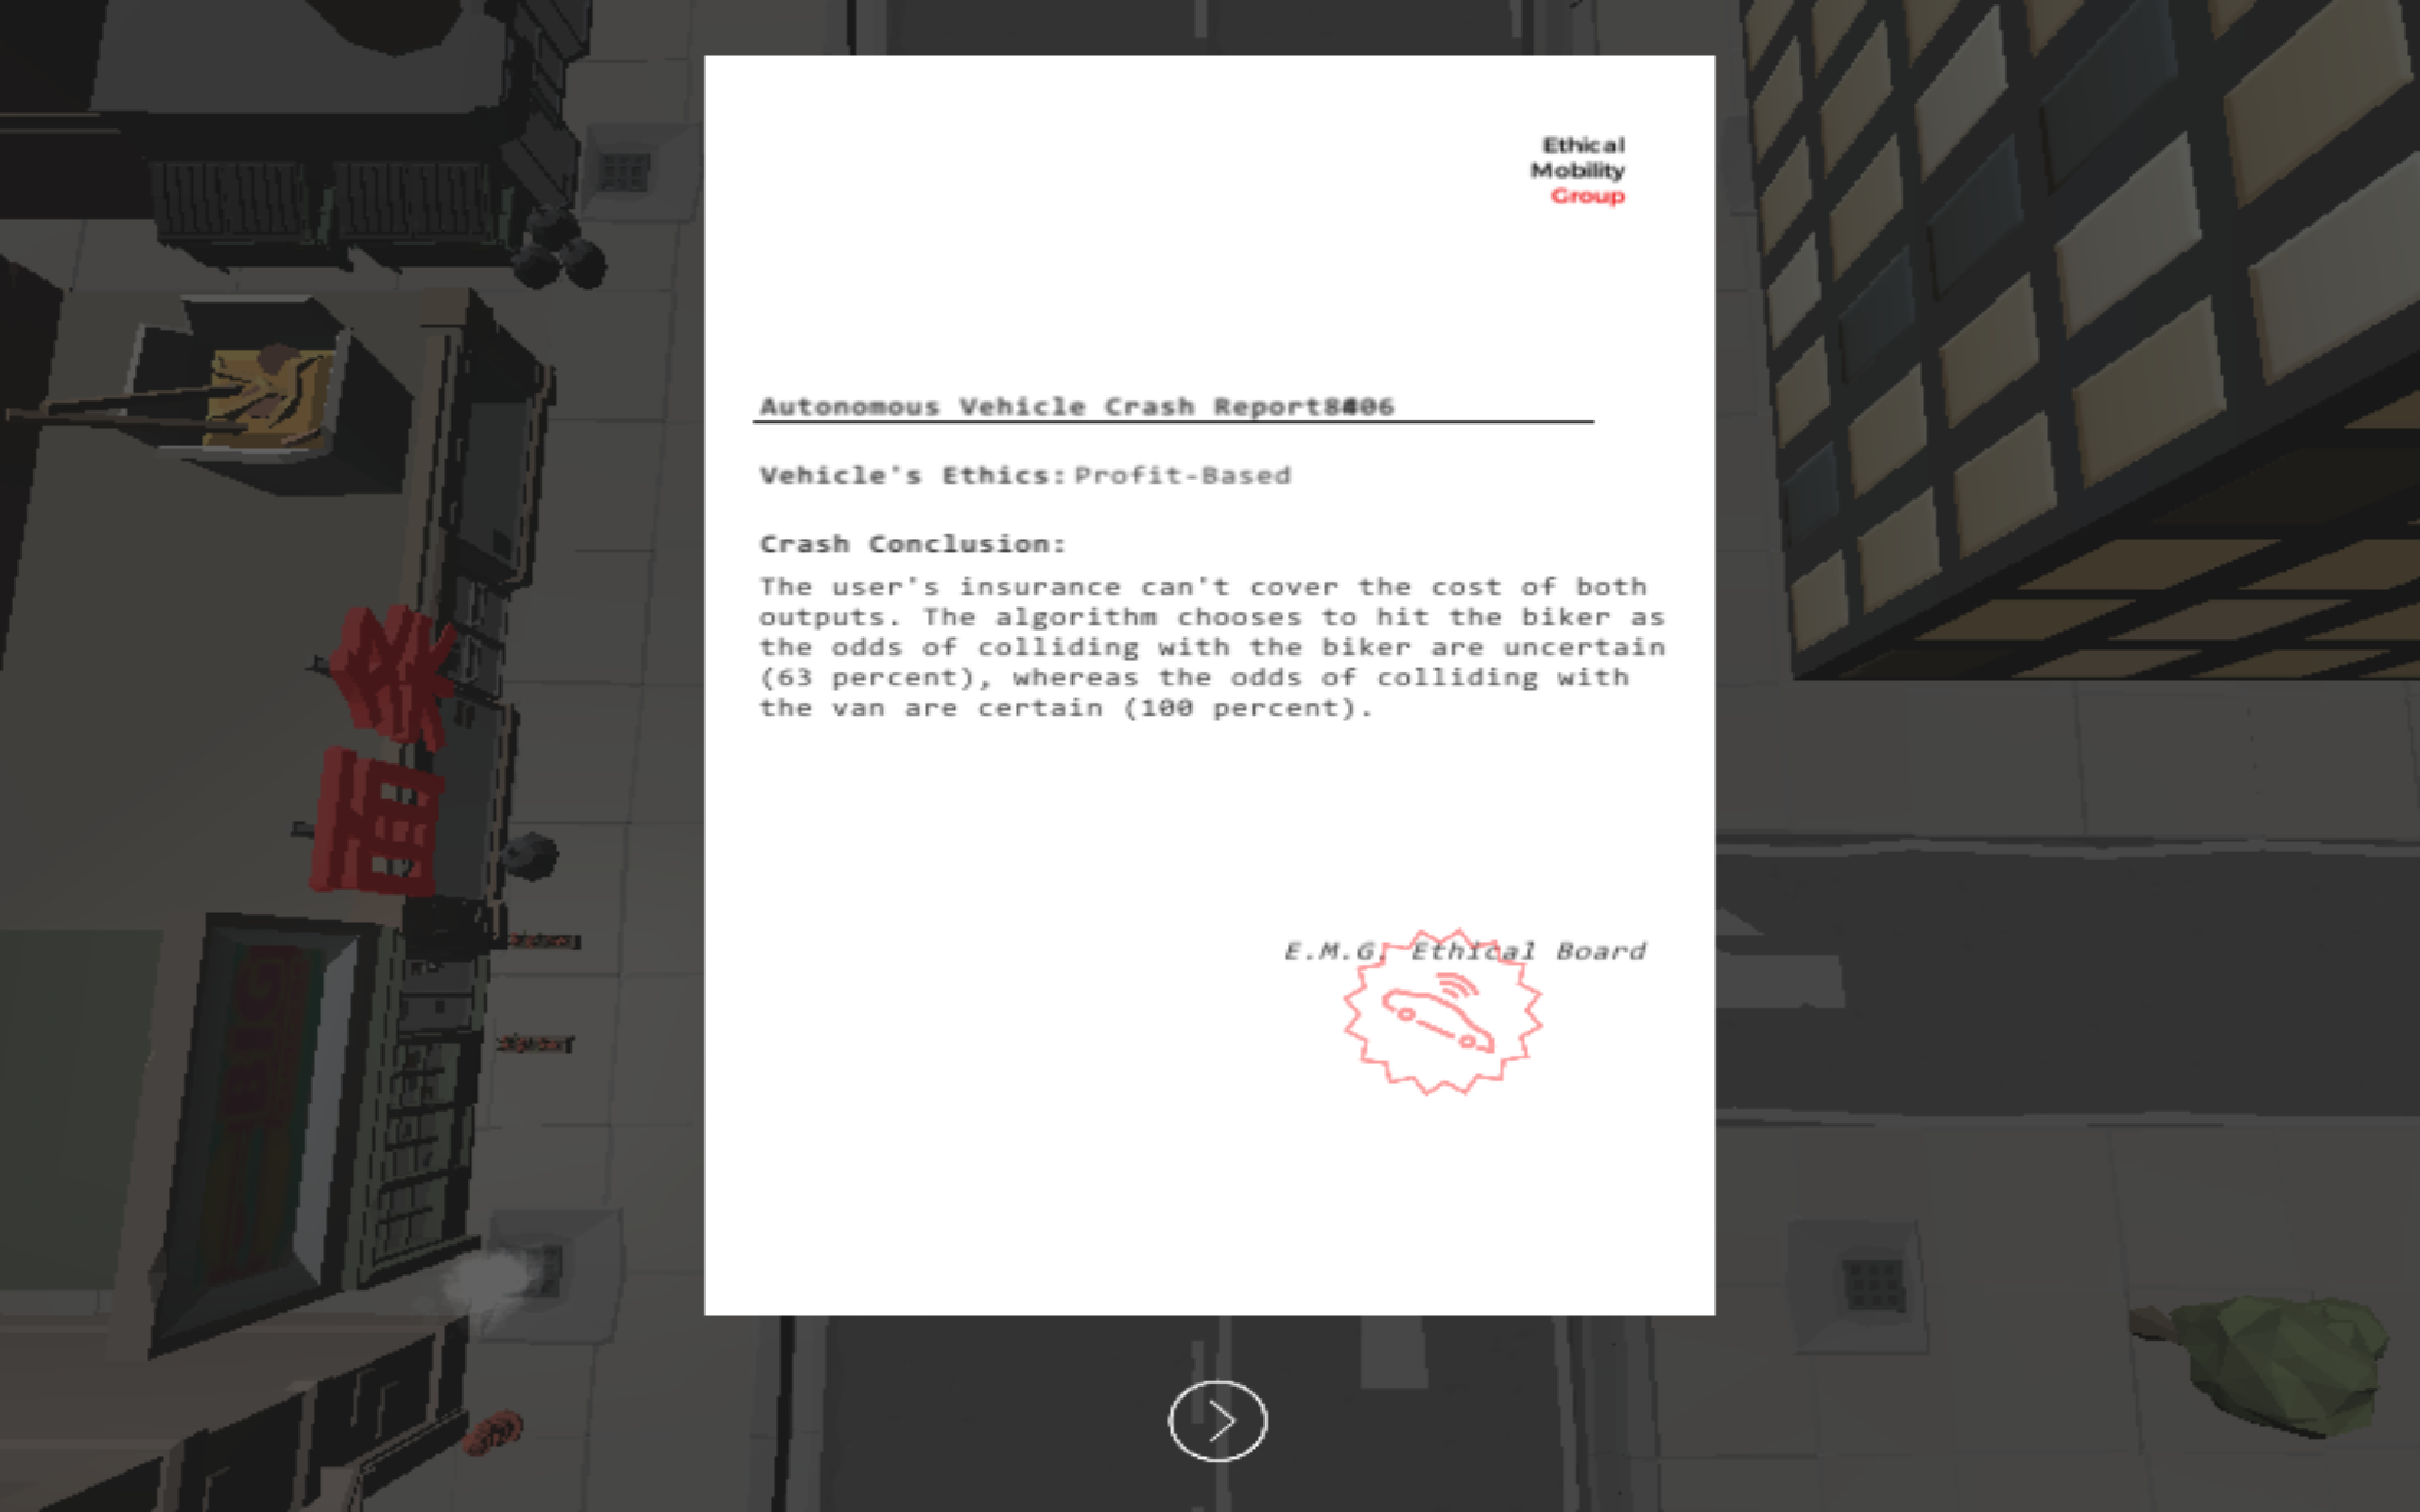 Ethical
Mobility
Group
Autonomous Vehicle Crash Report
Vehicle's Ethics: Profit-Based
Crash Conclusion:
The user's insurance can't cover the cost of both
outputs. The algorithm chooses to hit the biker as
the odds of colliding with the biker are uncertain
(63 percent), whereas the odds of colliding with
the van are certain (100 percent).
E.M.G. Ethical Board
BIG